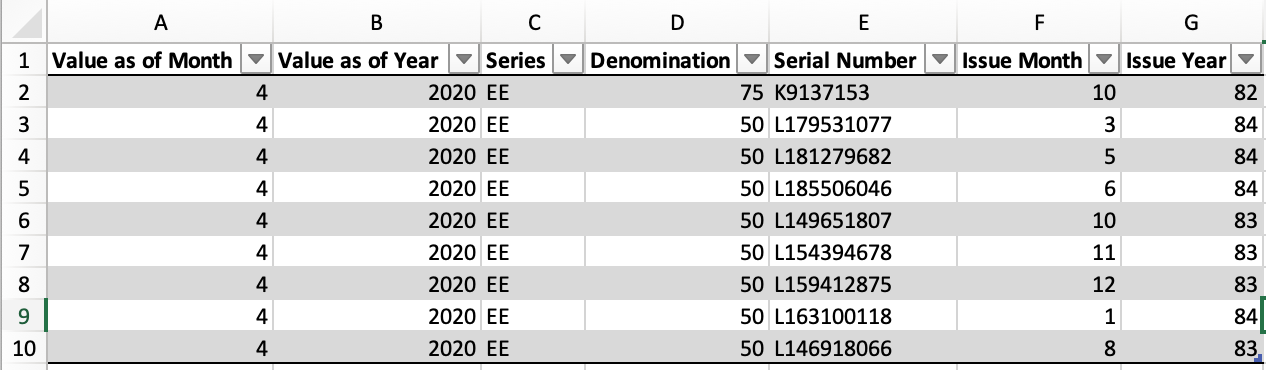 A B C D E F G
1 Value as of Month Value as of Year Series Denomination Serial Number Issue Month Issue Year
2 4 2020 EE 75 K9137153 10 82
3 4 2020 EE 50 L179531077 3 84
4 4 2020 EE 50 L181279682 5 84
5 4 2020 EE 50 L185506046 6 84
6 4 2020 EE 50 L149651807 10 83
7 4 2020 EE 50 L154394678 11 83
8 4 2020 EE 50 L159412875 12 83
9 4 2020 EE 50 L163100118 1 84
10 4 2020 EE 50 L146918066 8 83